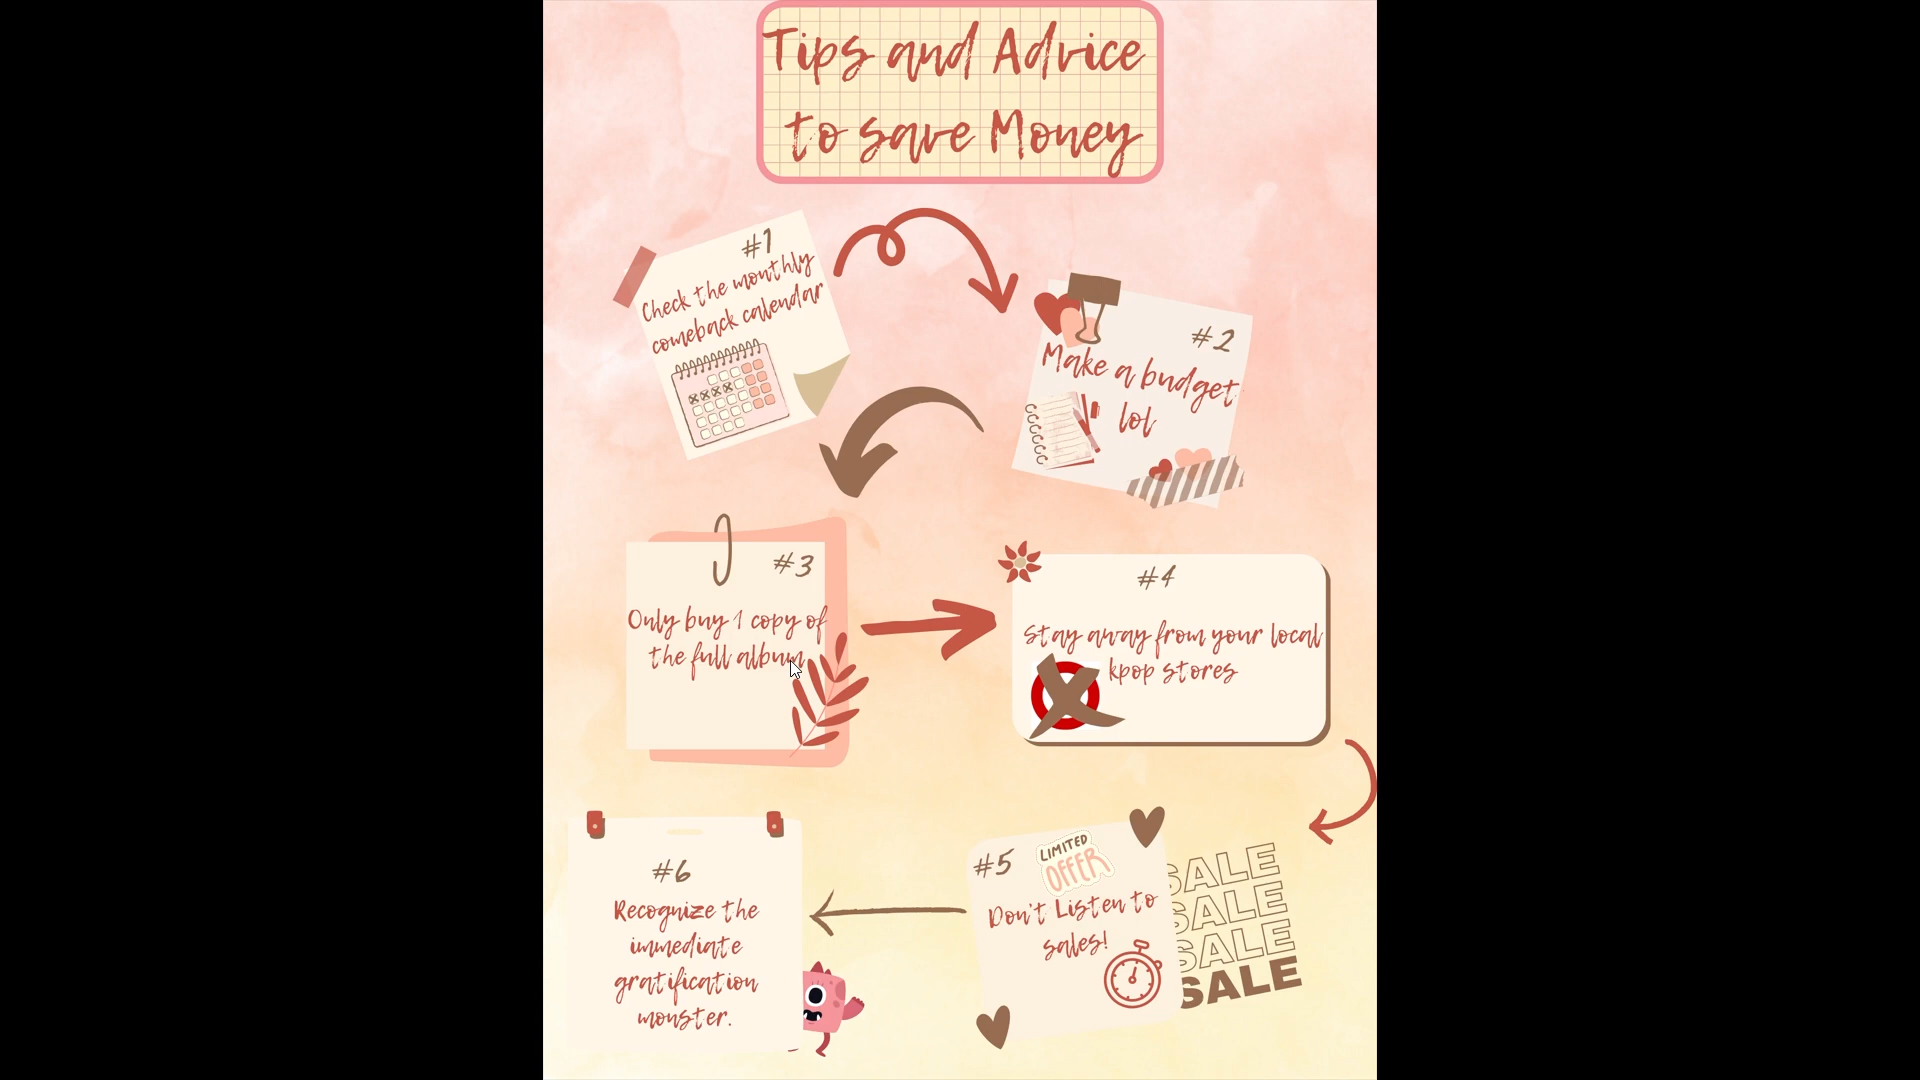 Tips and Advice
to save Money
#1
Check the monthly
comeback calendar
#2
Make a budget
lol
#3
Only buy 1 copy of
the full album
#4
Stay away from your local
kpop stores
#5
LIMITED
OFFER
Don't Listen to
sales!
SALE
SALE
SALE
SALE
#6
Recognize the
immediate
gratification
monster.